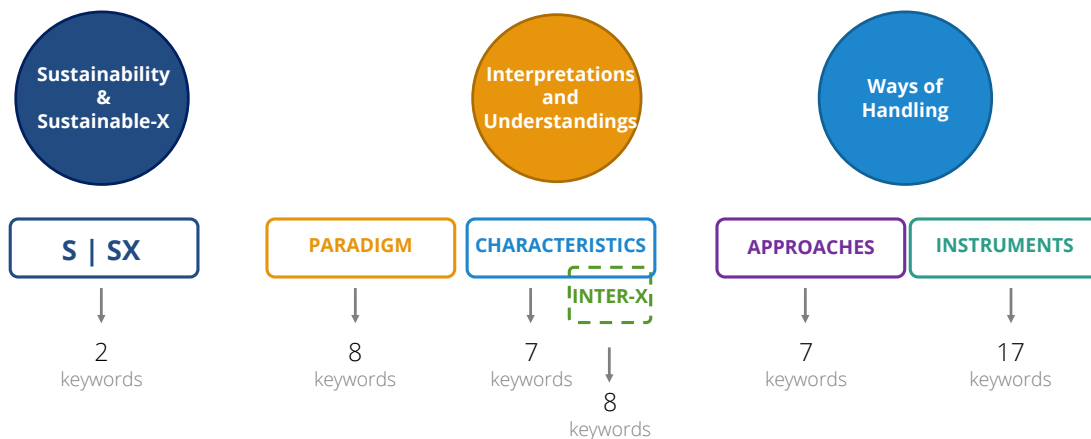 Sustainability
&
Sustainable-X
Interpretations
and
Understandings
Ways of
Handling
S | SX
PARADIGM
CHARACTERISTICS
APPROACHES
INSTRUMENTS
INTER-X
2
keywords
8
keywords
7
keywords
8
keywords
7
keywords
17
keywords